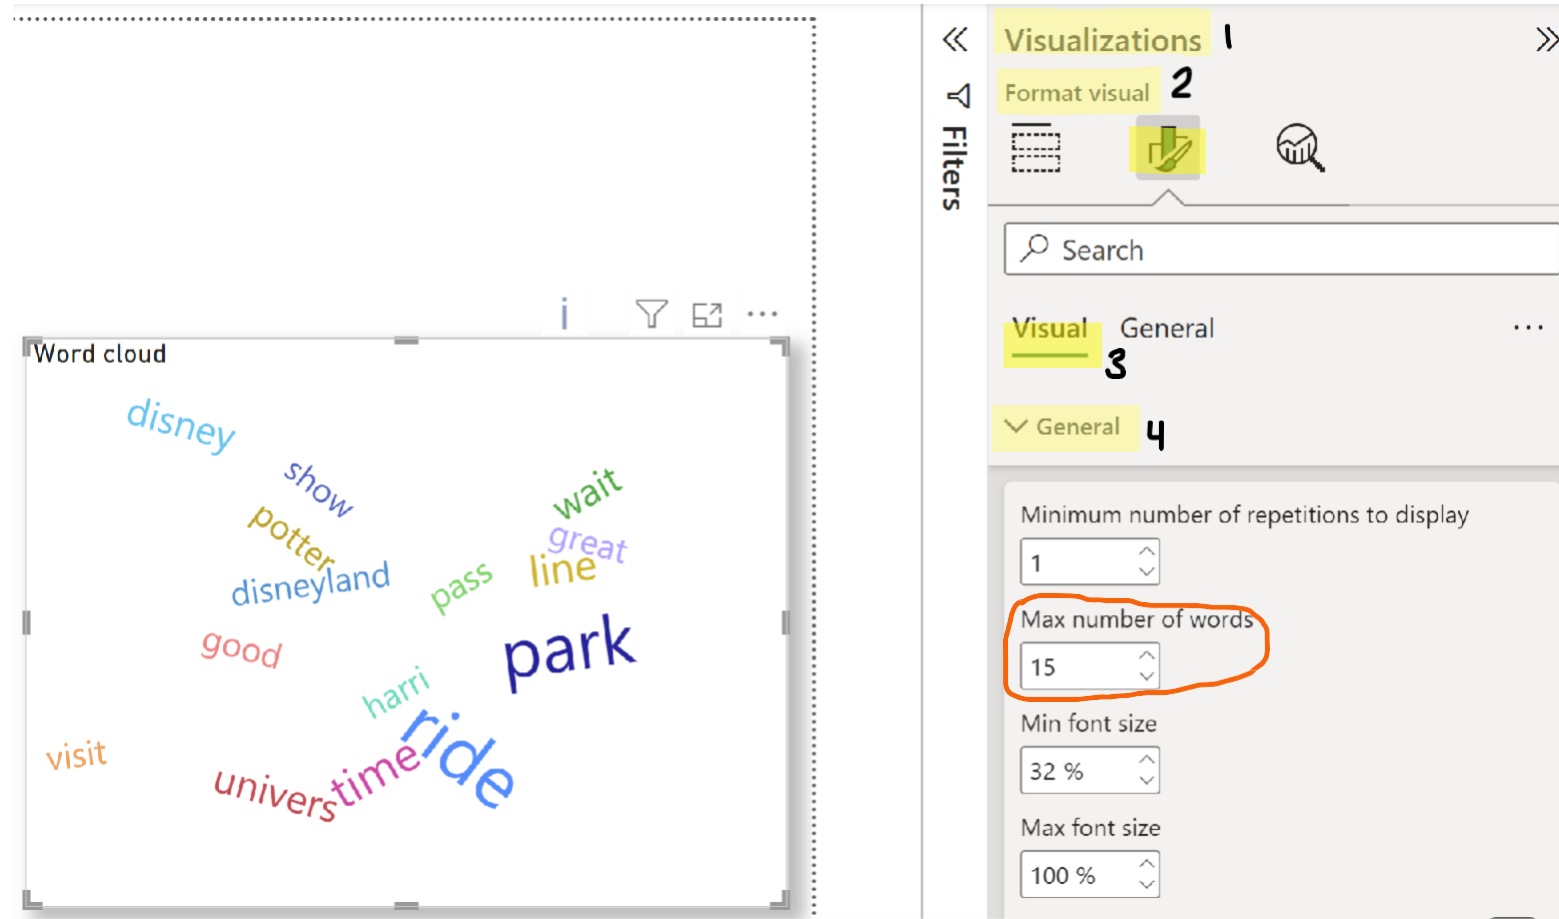 Visualizations 1
Format visual 2
Filters
Search
Visual General ...
3
General 4
Minimum number of repetitions to display
1
Max number of words
15
Min font size
32 %
Max font size
100 %
i ...
Word cloud
disney
show
potter
disneyland
wait
great
line
pass
good
park
harri
ride
visit
univers
time